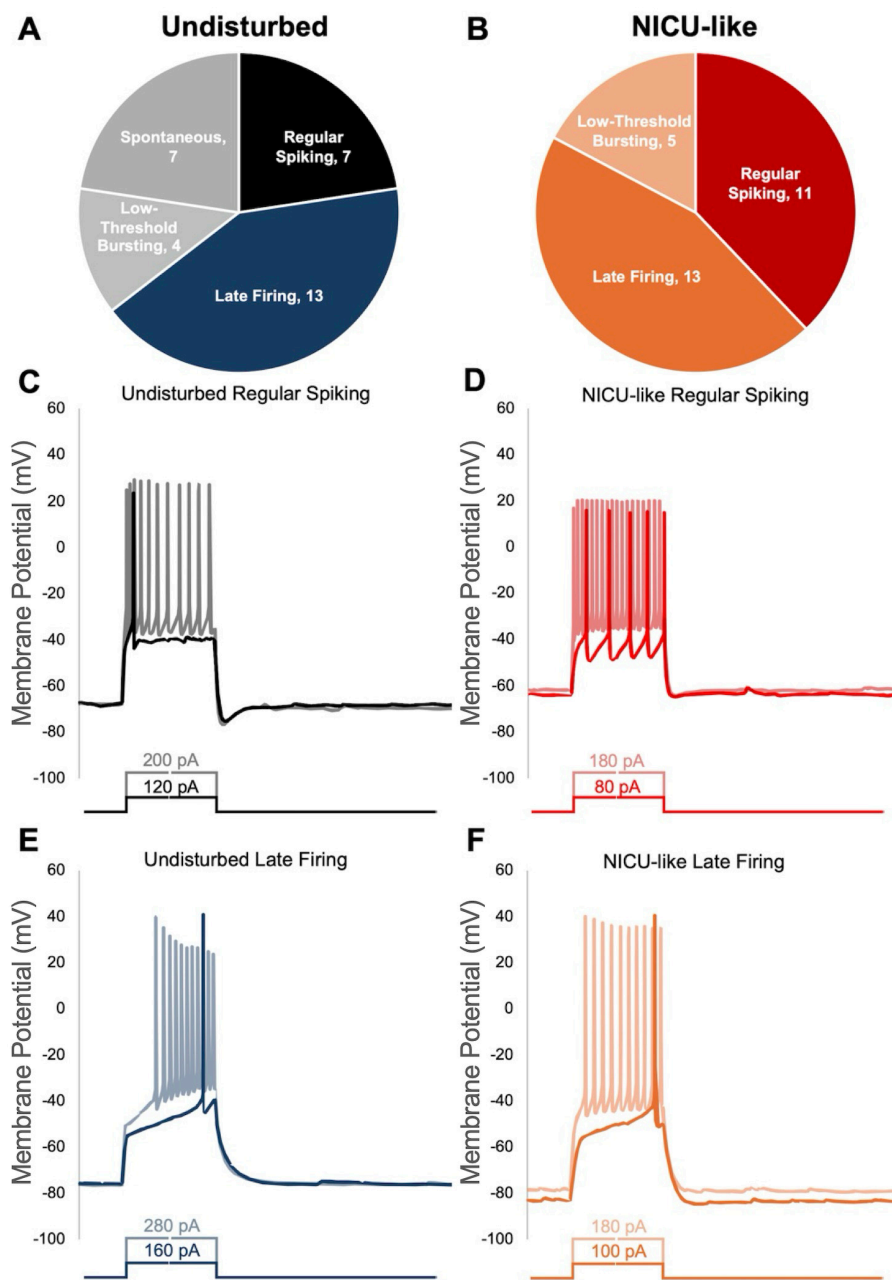 A
Undisturbed
B
NICU-like
Spontaneous,
7
Regular
Spiking, 7
Low-
Threshold
Bursting, 4
Late Firing, 13
Low-Threshold
Bursting, 5
Regular
Spiking, 11
Late Firing, 13
C
Undisturbed Regular Spiking
Membrane Potential (mV)
60
40
20
0
-20
-40
-60
-80
-100
200 pA
120 pA
D
NICU-like Regular Spiking
Membrane Potential (mV)
60
40
20
0
-20
-40
-60
-80
-100
180 pA
80 pA
E
Undisturbed Late Firing
Membrane Potential (mV)
60
40
20
0
-20
-40
-60
-80
-100
280 pA
160 pA
F
NICU-like Late Firing
Membrane Potential (mV)
60
40
20
0
-20
-40
-60
-80
-100
180 pA
100 pA